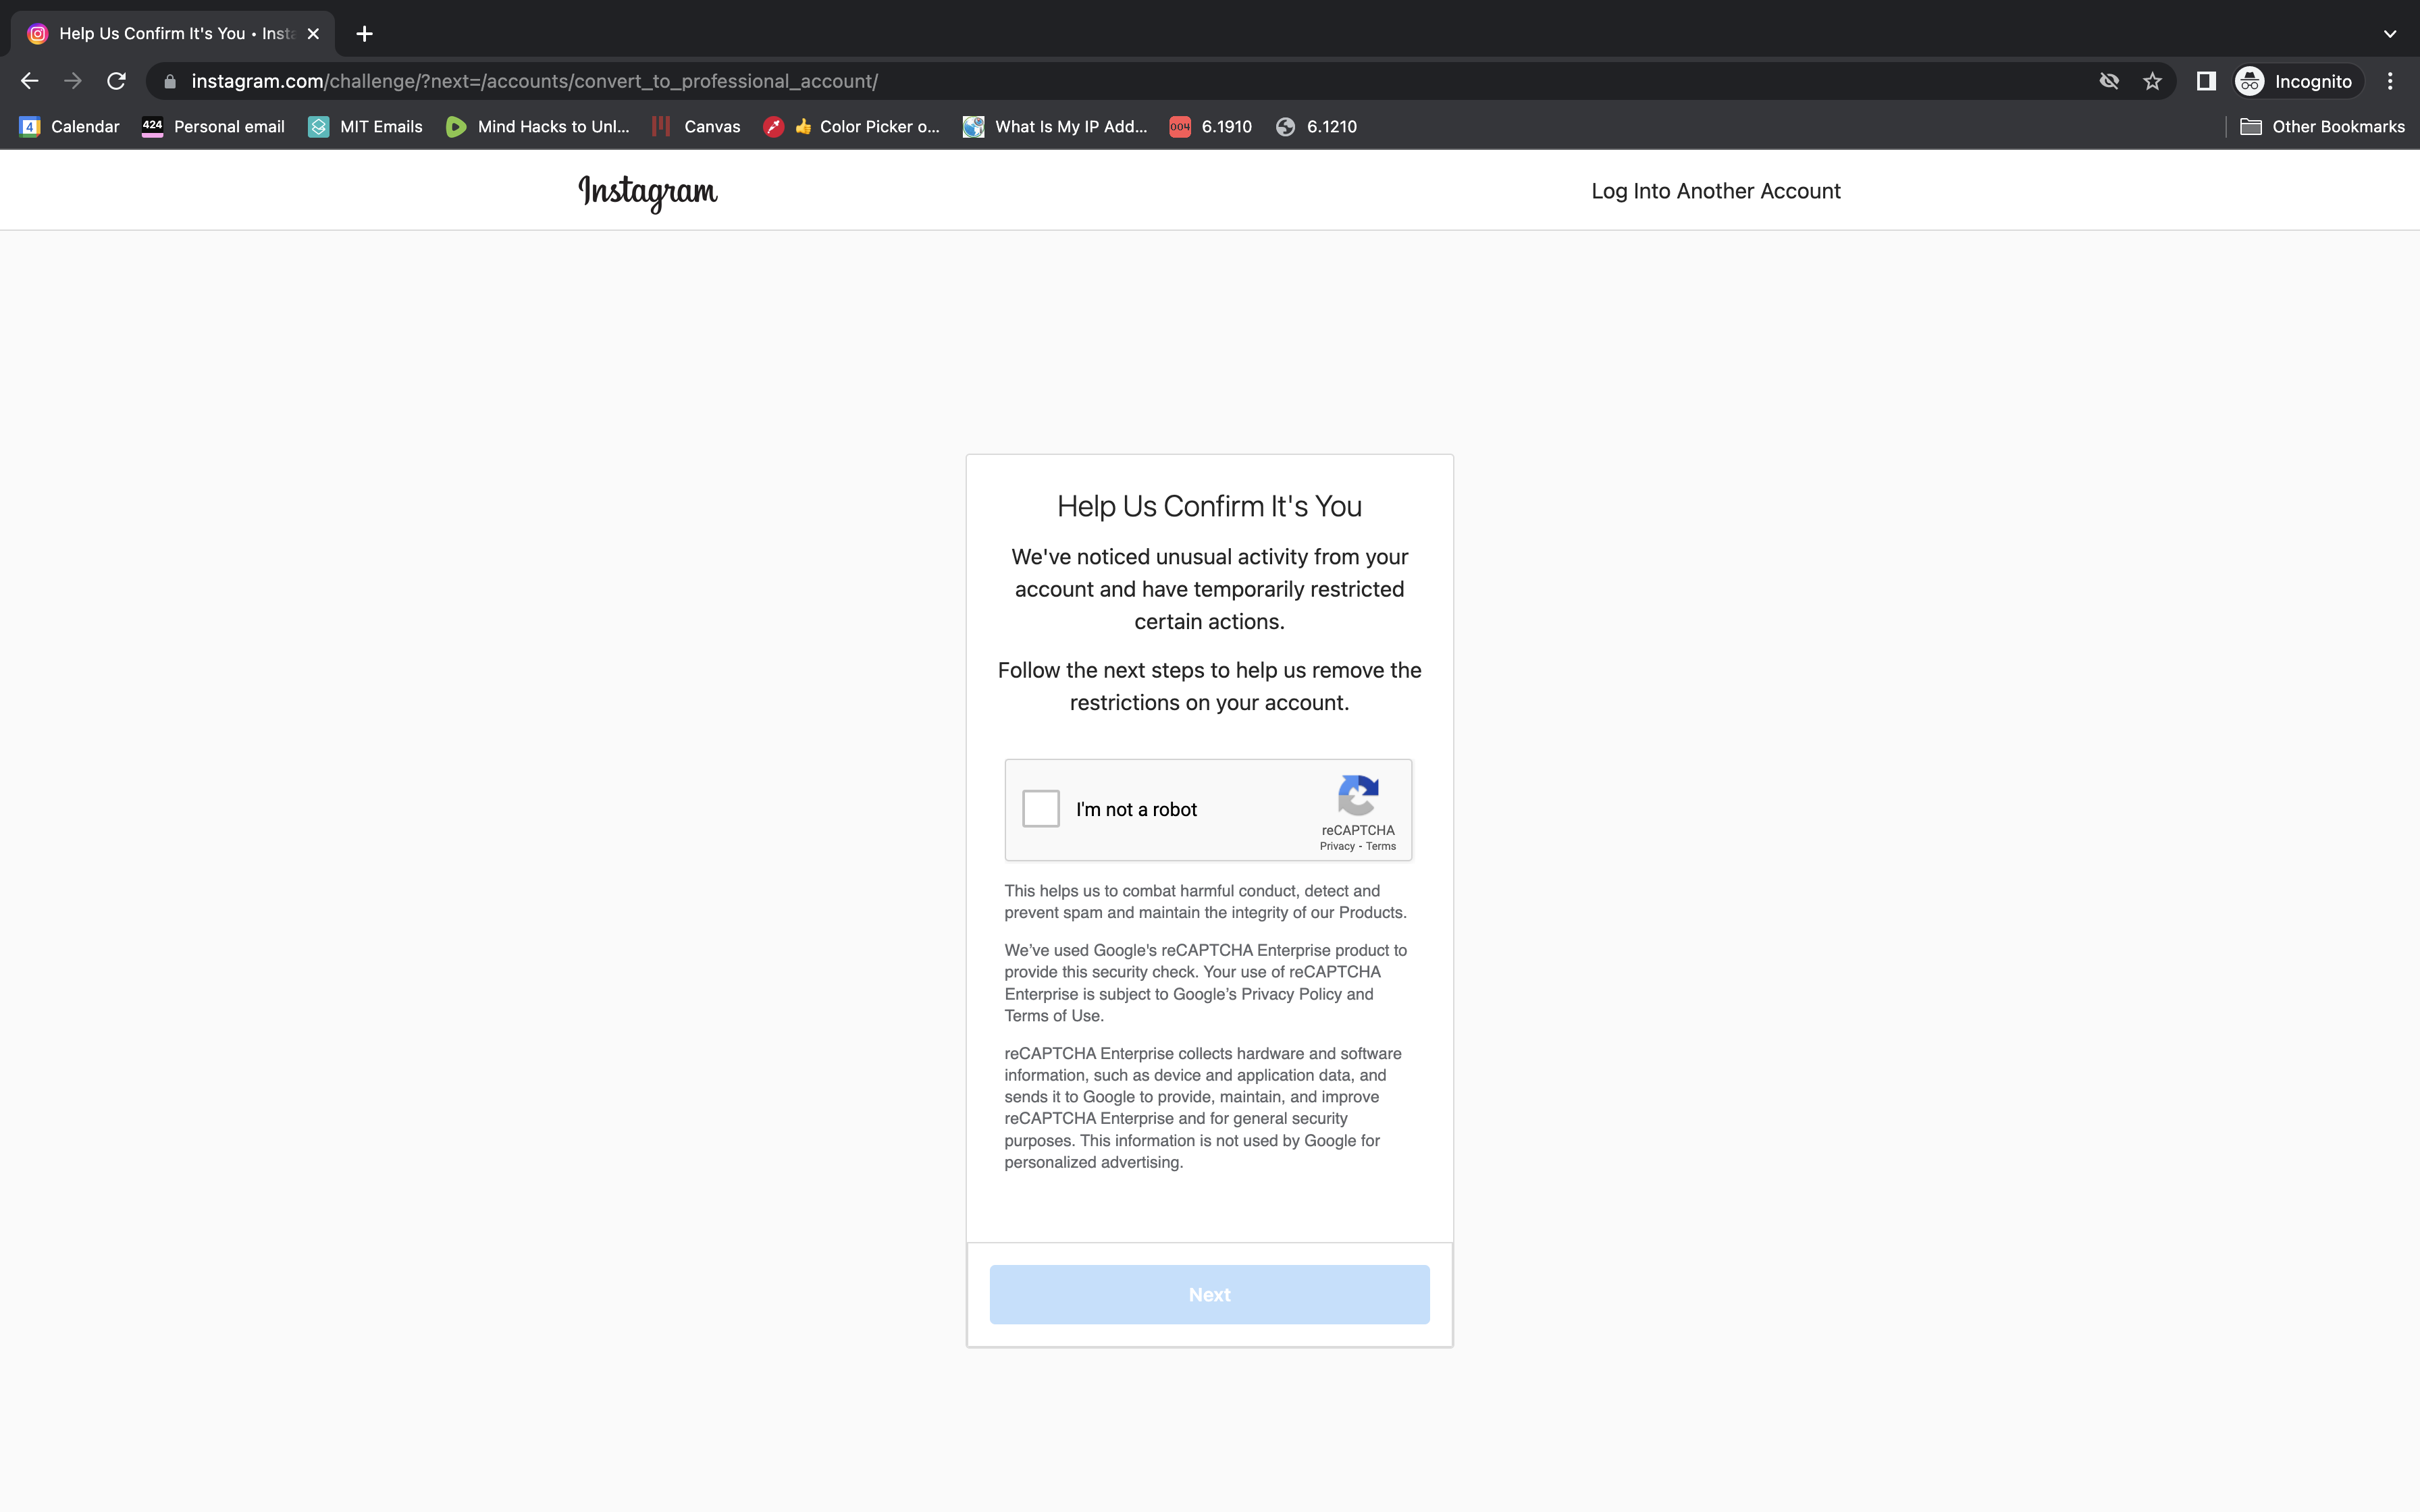 Help Us Confirm It's You • Insta
instagram.com/challenge/?next=/accounts/convert_to_professional_account/
Incognito
4 Calendar
424 Personal email
MIT Emails
Mind Hacks to Unl...
Canvas
👍 Color Picker o...
What Is My IP Add...
004 6.1910
6.1210
Other Bookmarks
Instagram
Log Into Another Account
Help Us Confirm It's You
We've noticed unusual activity from your
account and have temporarily restricted
certain actions.
Follow the next steps to help us remove the
restrictions on your account.
I'm not a robot
reCAPTCHA
Privacy - Terms
This helps us to combat harmful conduct, detect and
prevent spam and maintain the integrity of our Products.
We’ve used Google's reCAPTCHA Enterprise product to
provide this security check. Your use of reCAPTCHA
Enterprise is subject to Google’s Privacy Policy and
Terms of Use.
reCAPTCHA Enterprise collects hardware and software
information, such as device and application data, and
sends it to Google to provide, maintain, and improve
reCAPTCHA Enterprise and for general security
purposes. This information is not used by Google for
personalized advertising.
Next